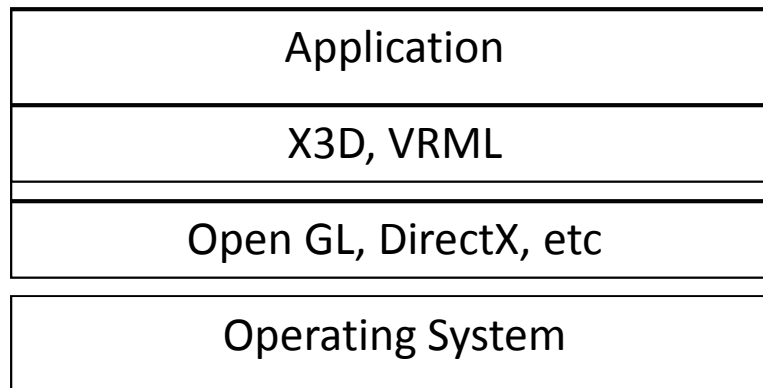 Application
X3D, VRML
Open GL, DirectX, etc
Operating System